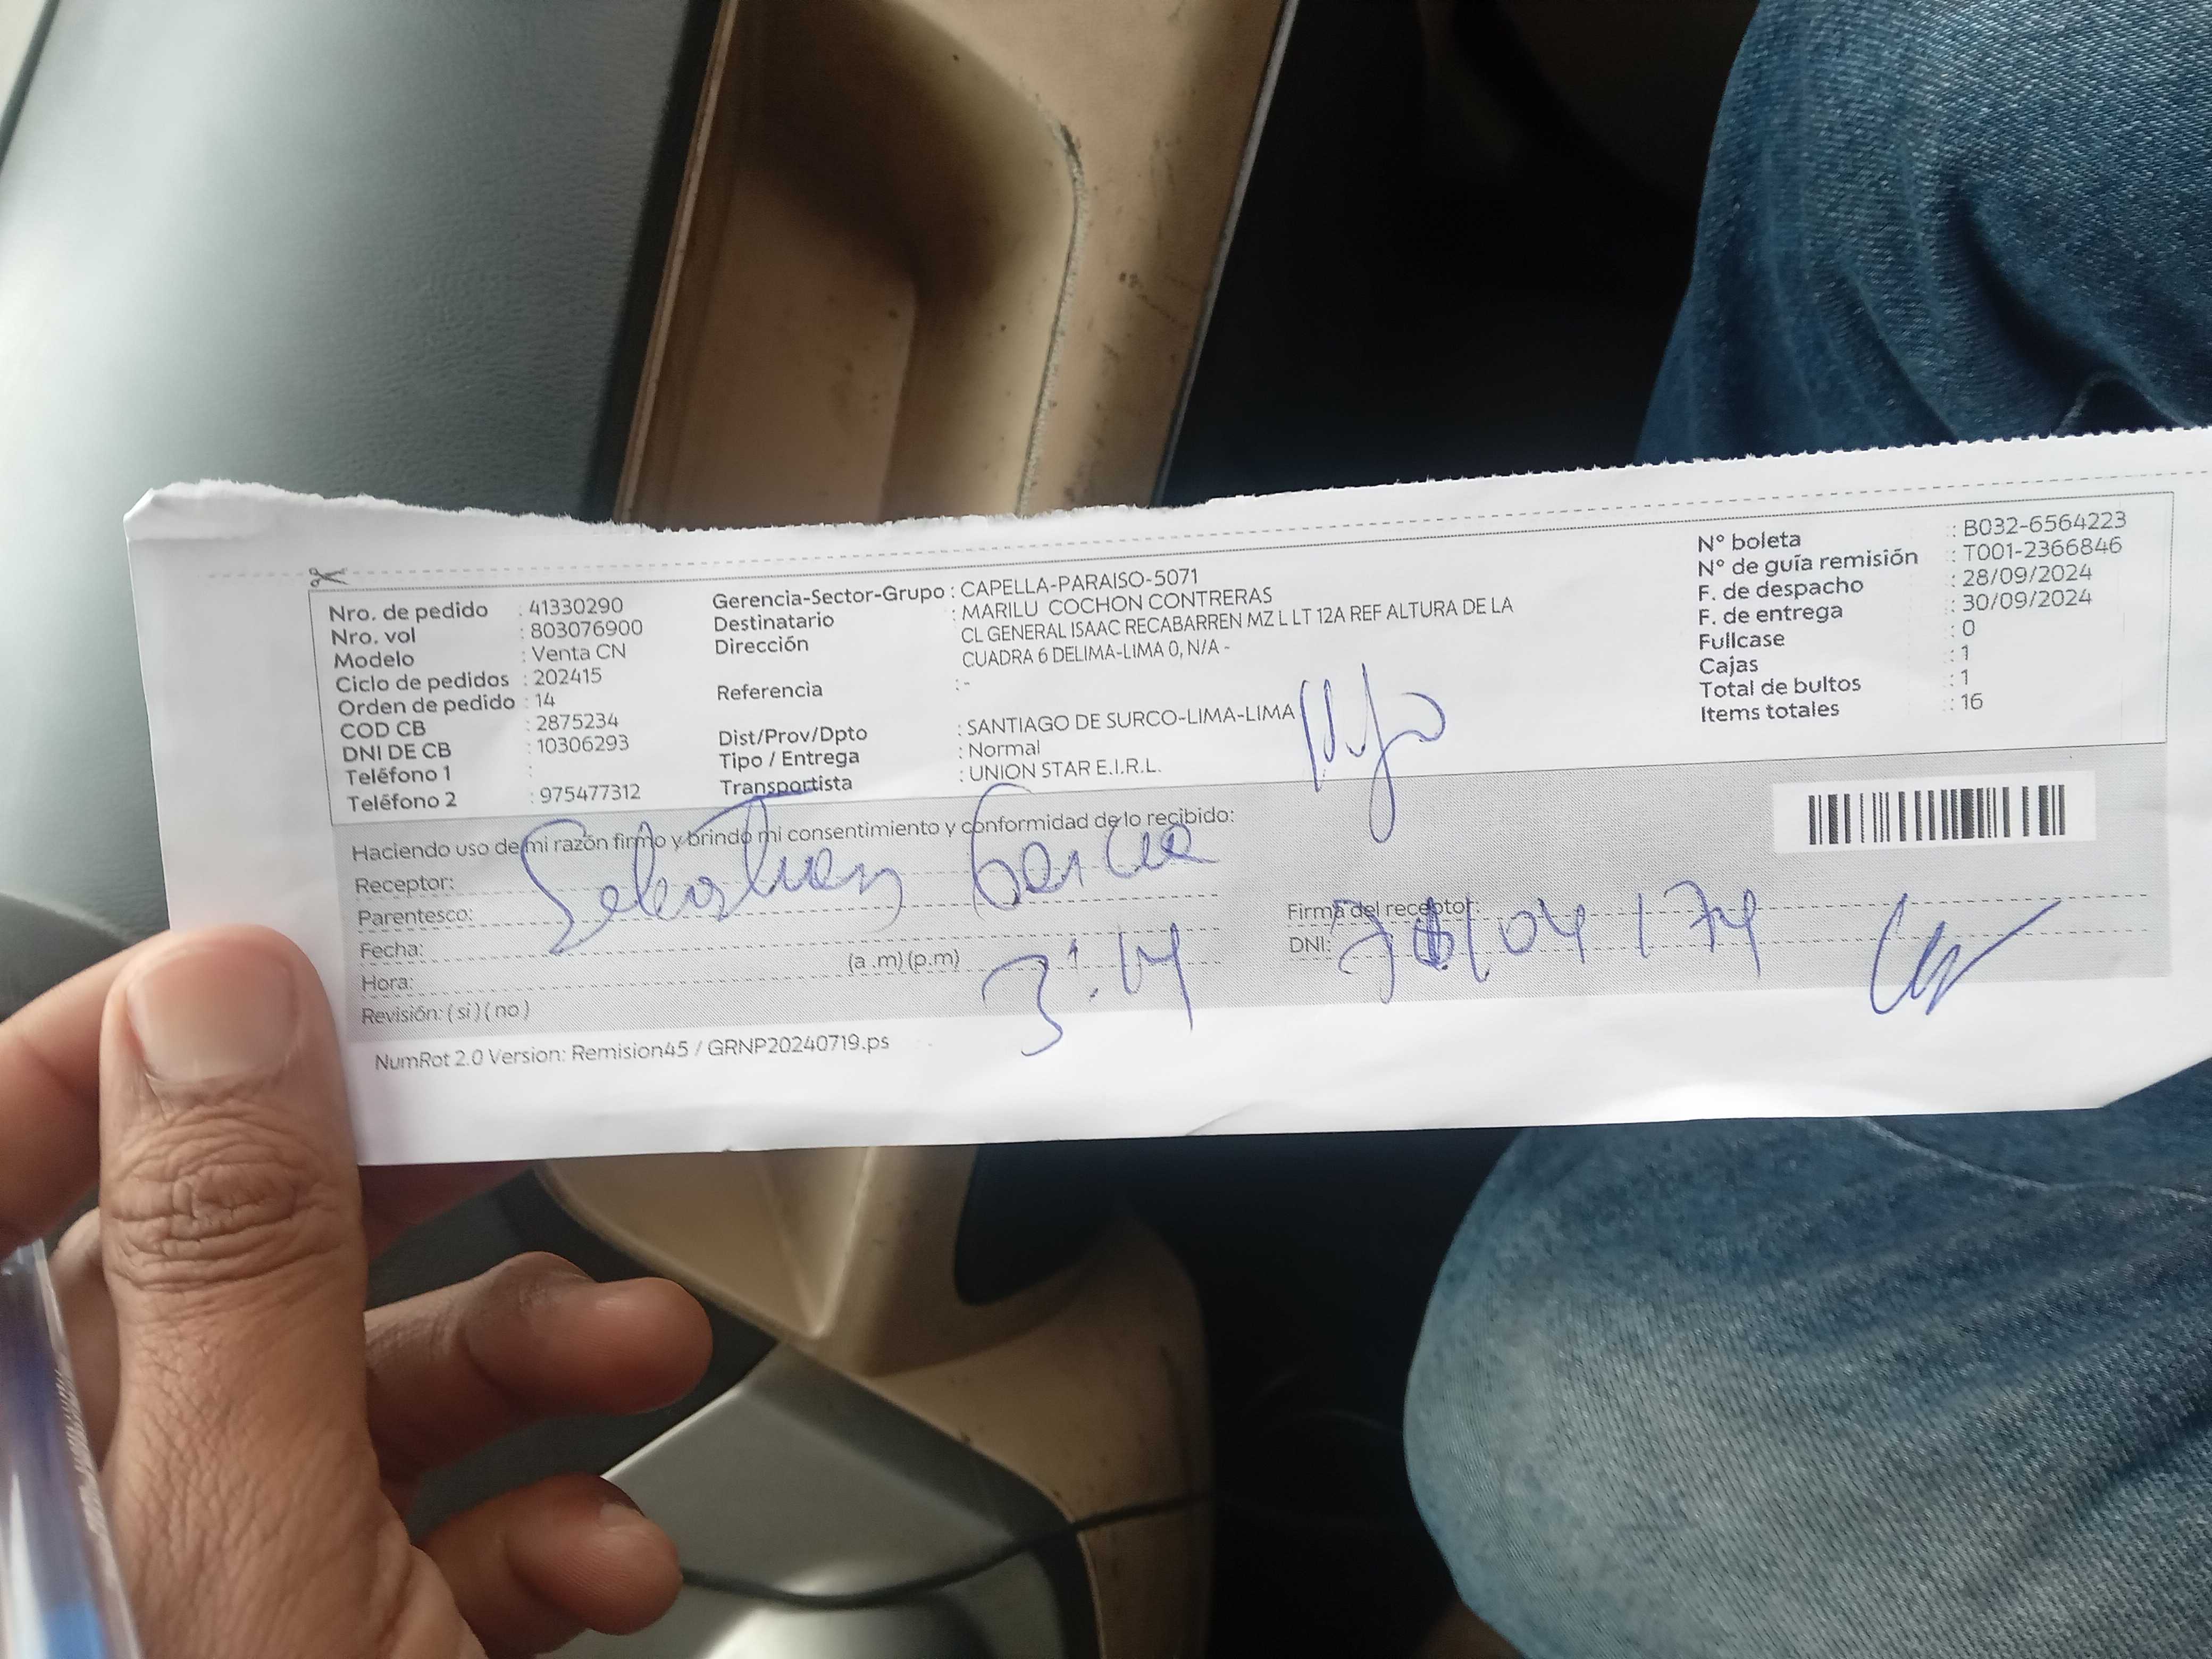 Nro. de pedido : 41330290
Nro. vol : 803076900
Modelo : Venta CN
Ciclo de pedidos : 202415
Orden de pedido : 14
COD CB : 2875234
DNI DE CB : 10306293
Teléfono 1 :
Teléfono 2 : 975477312
Gerencia-Sector-Grupo : CAPELLA-PARAISO-5071
Destinatario : MARILU COCHON CONTRERAS
Dirección CL GENERAL ISAAC RECABARREN MZ L LT 12A REF ALTURA DE LA
CUADRA 6 DELIMA-LIMA 0, N/A -
Referencia : -
Dist/Prov/Dpto : SANTIAGO DE SURCO-LIMA-LIMA
Tipo / Entrega : Normal
Transportista : UNION STAR E.I.R.L.
N° boleta : B032-6564223
N° de guía remisión : T001-2366846
F. de despacho : 28/09/2024
F. de entrega : 30/09/2024
Fullcase : 0
Cajas : 1
Total de bultos : 1
Items totales : 16
Haciendo uso de mi razón firmo y brindo mi consentimiento y conformidad de lo recibido:
Receptor: Sebastian Garcia
Parentesco:
Fecha:
Hora: (a .m) (p.m) 3:14
Revisión: ( si ) ( no )
Firma del receptor:
DNI:
NumRot 2.0 Version: Remision45 / GRNP20240719.ps